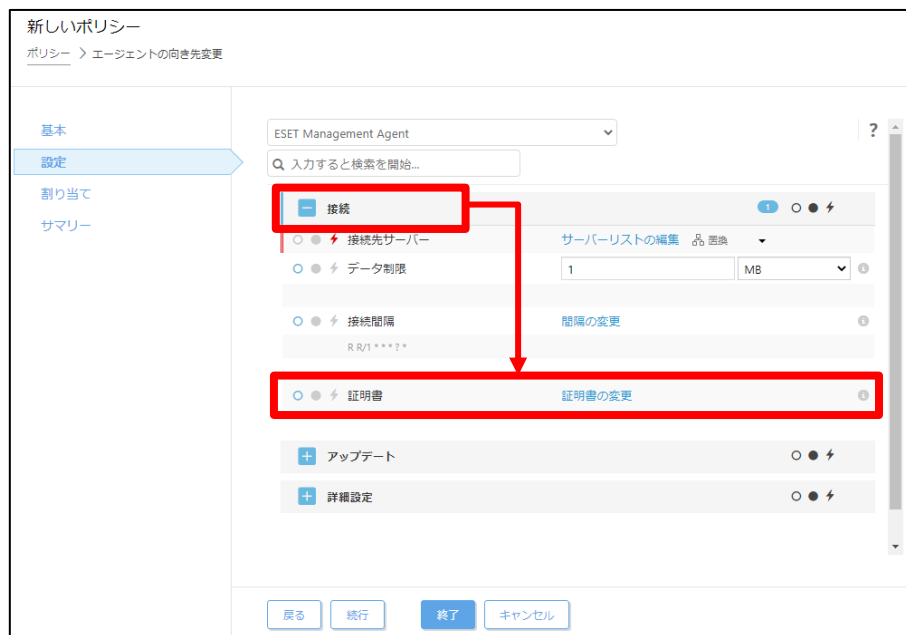 新しいポリシー
ポリシー > エージェントの向き先変更
基本
設定
割り当て
サマリー
ESET Management Agent
?
入力すると検索を開始...
接続
1
接続先サーバー サーバーリストの編集 置換
データ制限 1 MB
接続間隔 間隔の変更
R R/1 * * * ? *
証明書 証明書の変更
アップデート
詳細設定
戻る 続行 終了 キャンセル